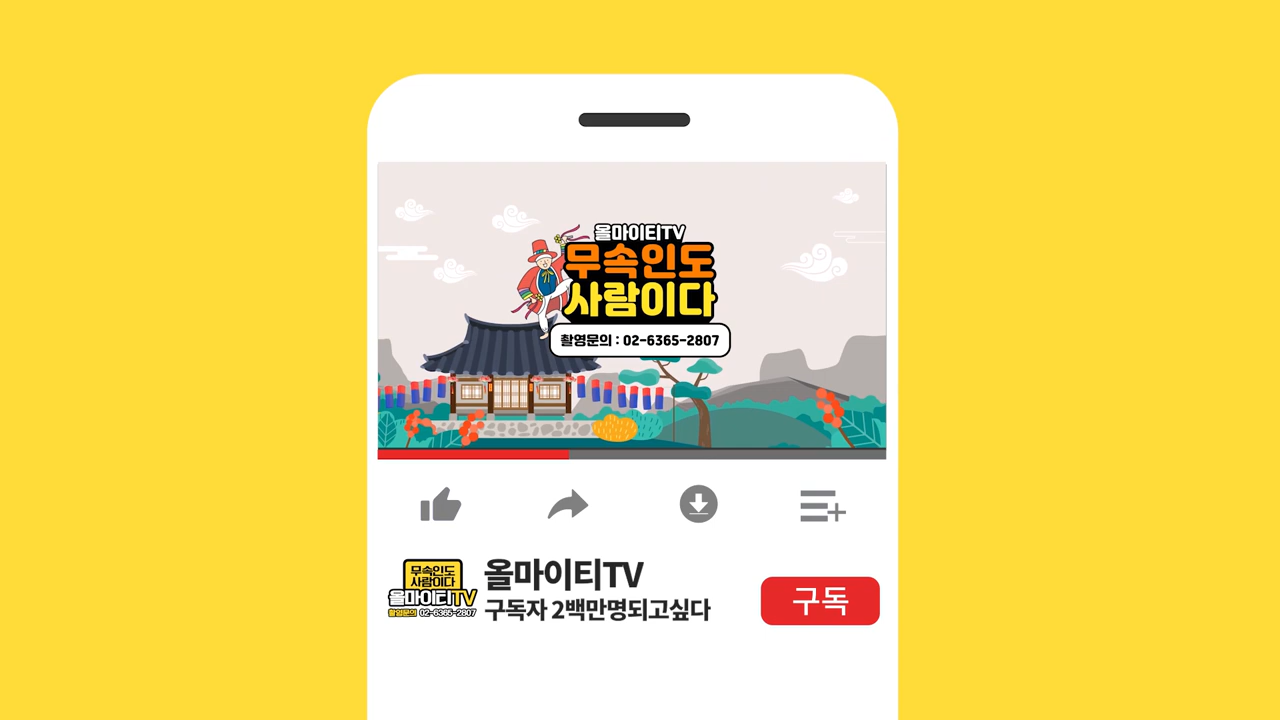 올마이티TV
무속인도
사람이다
촬영문의 : 02-6365-2807
무속인도
사람이다
올마이티TV
촬영문의 02-6365-2807
올마이티TV
구독자 2백만명되고싶다
구독